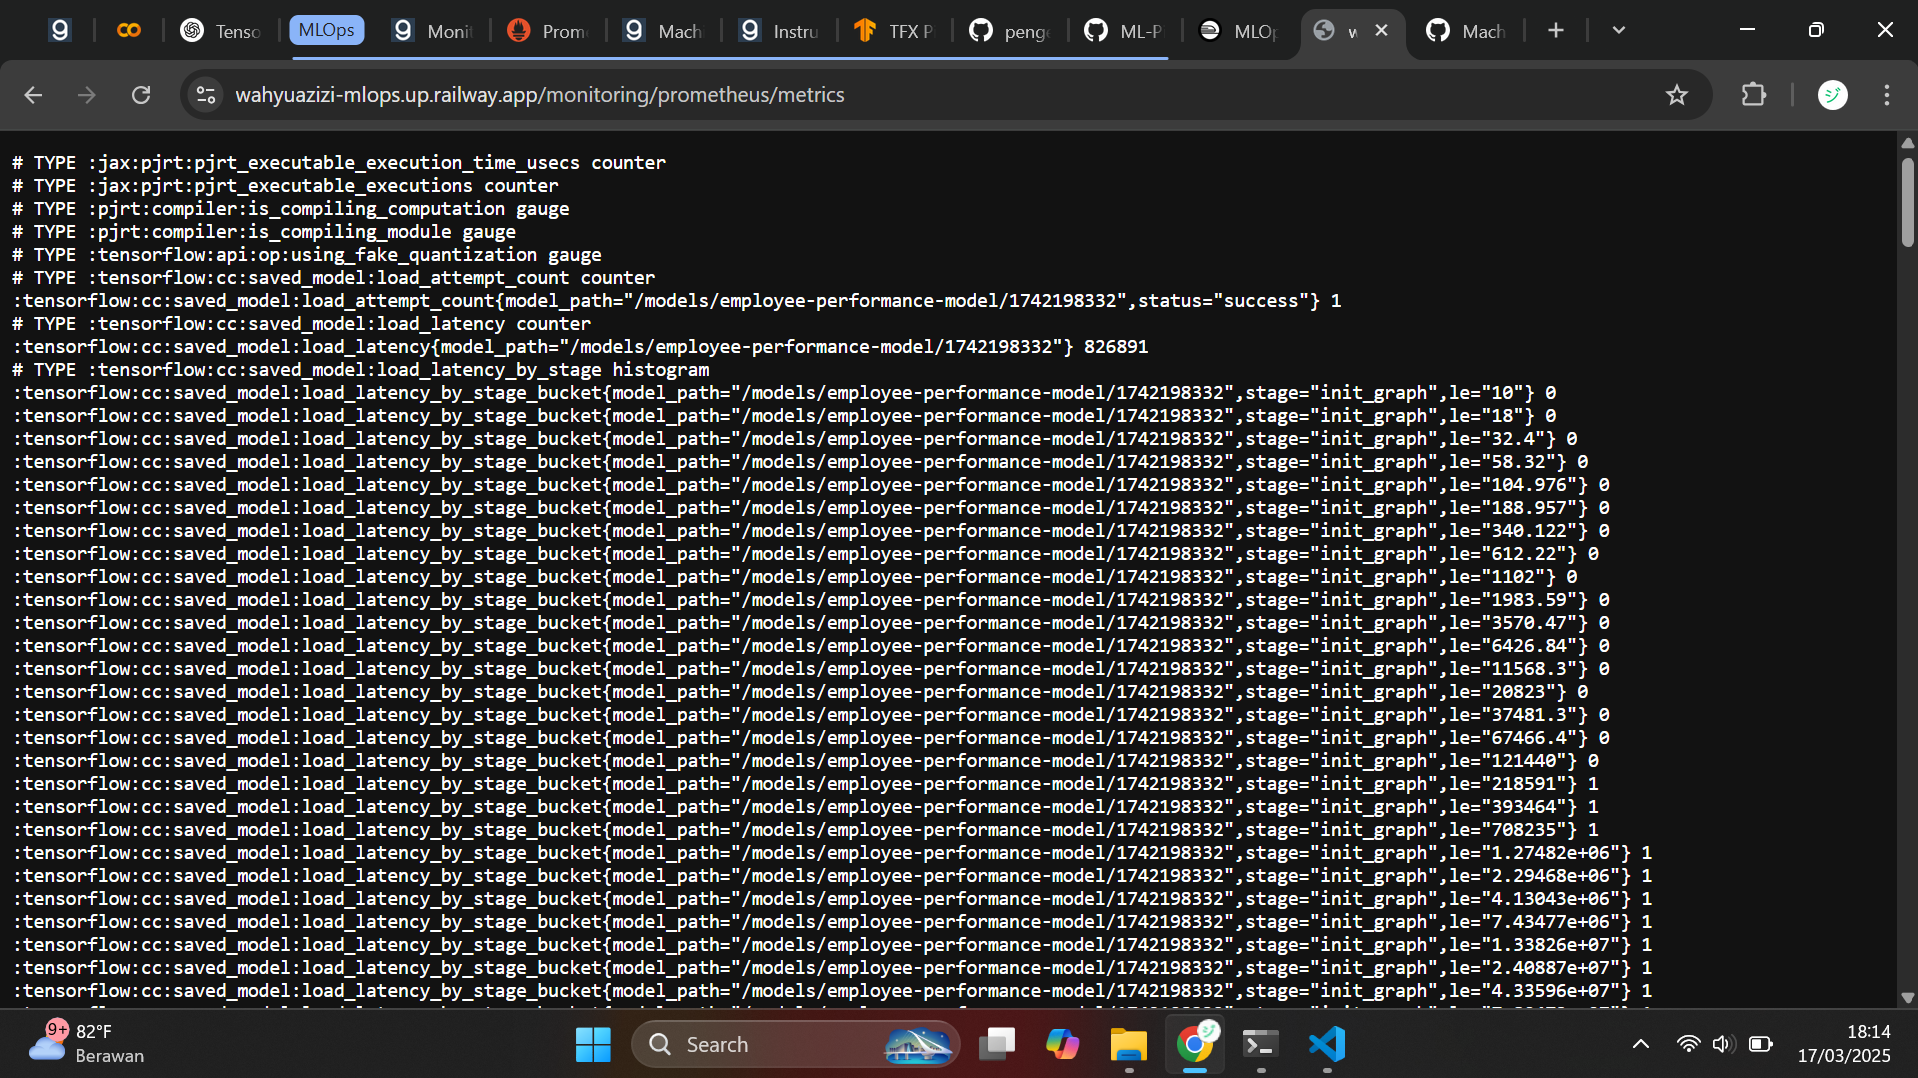 Tenso
MLOps
Monit
Prom
Mach
Instru
TFX P
peng
ML-P
MLOp
w
Mach
wahyuazizi-mlops.up.railway.app/monitoring/prometheus/metrics
# TYPE :jax:pjrt:pjrt_executable_execution_time_usecs counter
# TYPE :jax:pjrt:pjrt_executable_executions counter
# TYPE :pjrt:compiler:is_compiling_computation gauge
# TYPE :pjrt:compiler:is_compiling_module gauge
# TYPE :tensorflow:api:op:using_fake_quantization gauge
# TYPE :tensorflow:cc:saved_model:load_attempt_count counter
:tensorflow:cc:saved_model:load_attempt_count{model_path="/models/employee-performance-model/1742198332",status="success"} 1
# TYPE :tensorflow:cc:saved_model:load_latency counter
:tensorflow:cc:saved_model:load_latency{model_path="/models/employee-performance-model/1742198332"} 826891
# TYPE :tensorflow:cc:saved_model:load_latency_by_stage histogram
:tensorflow:cc:saved_model:load_latency_by_stage_bucket{model_path="/models/employee-performance-model/1742198332",stage="init_graph",le="10"} 0
:tensorflow:cc:saved_model:load_latency_by_stage_bucket{model_path="/models/employee-performance-model/1742198332",stage="init_graph",le="18"} 0
:tensorflow:cc:saved_model:load_latency_by_stage_bucket{model_path="/models/employee-performance-model/1742198332",stage="init_graph",le="32.4"} 0
:tensorflow:cc:saved_model:load_latency_by_stage_bucket{model_path="/models/employee-performance-model/1742198332",stage="init_graph",le="58.32"} 0
:tensorflow:cc:saved_model:load_latency_by_stage_bucket{model_path="/models/employee-performance-model/1742198332",stage="init_graph",le="104.976"} 0
:tensorflow:cc:saved_model:load_latency_by_stage_bucket{model_path="/models/employee-performance-model/1742198332",stage="init_graph",le="188.957"} 0
:tensorflow:cc:saved_model:load_latency_by_stage_bucket{model_path="/models/employee-performance-model/1742198332",stage="init_graph",le="340.122"} 0
:tensorflow:cc:saved_model:load_latency_by_stage_bucket{model_path="/models/employee-performance-model/1742198332",stage="init_graph",le="612.22"} 0
:tensorflow:cc:saved_model:load_latency_by_stage_bucket{model_path="/models/employee-performance-model/1742198332",stage="init_graph",le="1102"} 0
:tensorflow:cc:saved_model:load_latency_by_stage_bucket{model_path="/models/employee-performance-model/1742198332",stage="init_graph",le="1983.59"} 0
:tensorflow:cc:saved_model:load_latency_by_stage_bucket{model_path="/models/employee-performance-model/1742198332",stage="init_graph",le="3570.47"} 0
:tensorflow:cc:saved_model:load_latency_by_stage_bucket{model_path="/models/employee-performance-model/1742198332",stage="init_graph",le="6426.84"} 0
:tensorflow:cc:saved_model:load_latency_by_stage_bucket{model_path="/models/employee-performance-model/1742198332",stage="init_graph",le="11568.3"} 0
:tensorflow:cc:saved_model:load_latency_by_stage_bucket{model_path="/models/employee-performance-model/1742198332",stage="init_graph",le="20823"} 0
:tensorflow:cc:saved_model:load_latency_by_stage_bucket{model_path="/models/employee-performance-model/1742198332",stage="init_graph",le="37481.3"} 0
:tensorflow:cc:saved_model:load_latency_by_stage_bucket{model_path="/models/employee-performance-model/1742198332",stage="init_graph",le="67466.4"} 0
:tensorflow:cc:saved_model:load_latency_by_stage_bucket{model_path="/models/employee-performance-model/1742198332",stage="init_graph",le="121440"} 0
:tensorflow:cc:saved_model:load_latency_by_stage_bucket{model_path="/models/employee-performance-model/1742198332",stage="init_graph",le="218591"} 1
:tensorflow:cc:saved_model:load_latency_by_stage_bucket{model_path="/models/employee-performance-model/1742198332",stage="init_graph",le="393464"} 1
:tensorflow:cc:saved_model:load_latency_by_stage_bucket{model_path="/models/employee-performance-model/1742198332",stage="init_graph",le="708235"} 1
:tensorflow:cc:saved_model:load_latency_by_stage_bucket{model_path="/models/employee-performance-model/1742198332",stage="init_graph",le="1.27482e+06"} 1
:tensorflow:cc:saved_model:load_latency_by_stage_bucket{model_path="/models/employee-performance-model/1742198332",stage="init_graph",le="2.29468e+06"} 1
:tensorflow:cc:saved_model:load_latency_by_stage_bucket{model_path="/models/employee-performance-model/1742198332",stage="init_graph",le="4.13043e+06"} 1
:tensorflow:cc:saved_model:load_latency_by_stage_bucket{model_path="/models/employee-performance-model/1742198332",stage="init_graph",le="7.43477e+06"} 1
:tensorflow:cc:saved_model:load_latency_by_stage_bucket{model_path="/models/employee-performance-model/1742198332",stage="init_graph",le="1.33826e+07"} 1
:tensorflow:cc:saved_model:load_latency_by_stage_bucket{model_path="/models/employee-performance-model/1742198332",stage="init_graph",le="2.40887e+07"} 1
:tensorflow:cc:saved_model:load_latency_by_stage_bucket{model_path="/models/employee-performance-model/1742198332",stage="init_graph",le="4.33596e+07"} 1
9+
82°F
Berawan
Search
18:14
17/03/2025